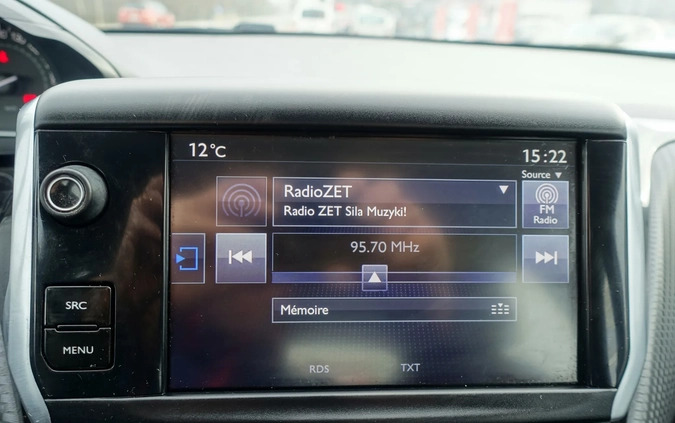 12°C
15:22
Source ▼
RadioZET
Radio ZET Sila Muzyki!
FM
Radio
95.70 MHz
Mémoire
RDS
TXT
SRC
MENU